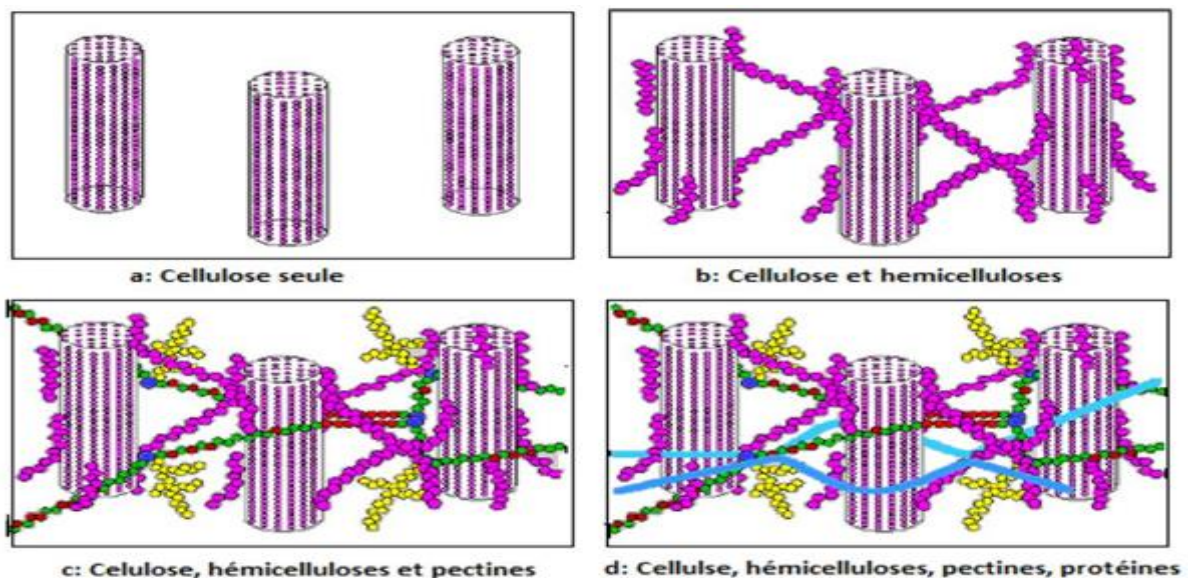 a: Cellulose seule
b: Cellulose et hemicelluloses
c: Celulose, hémicelluloses et pectines
d: Cellulse, hémicelluloses, pectines, protéines